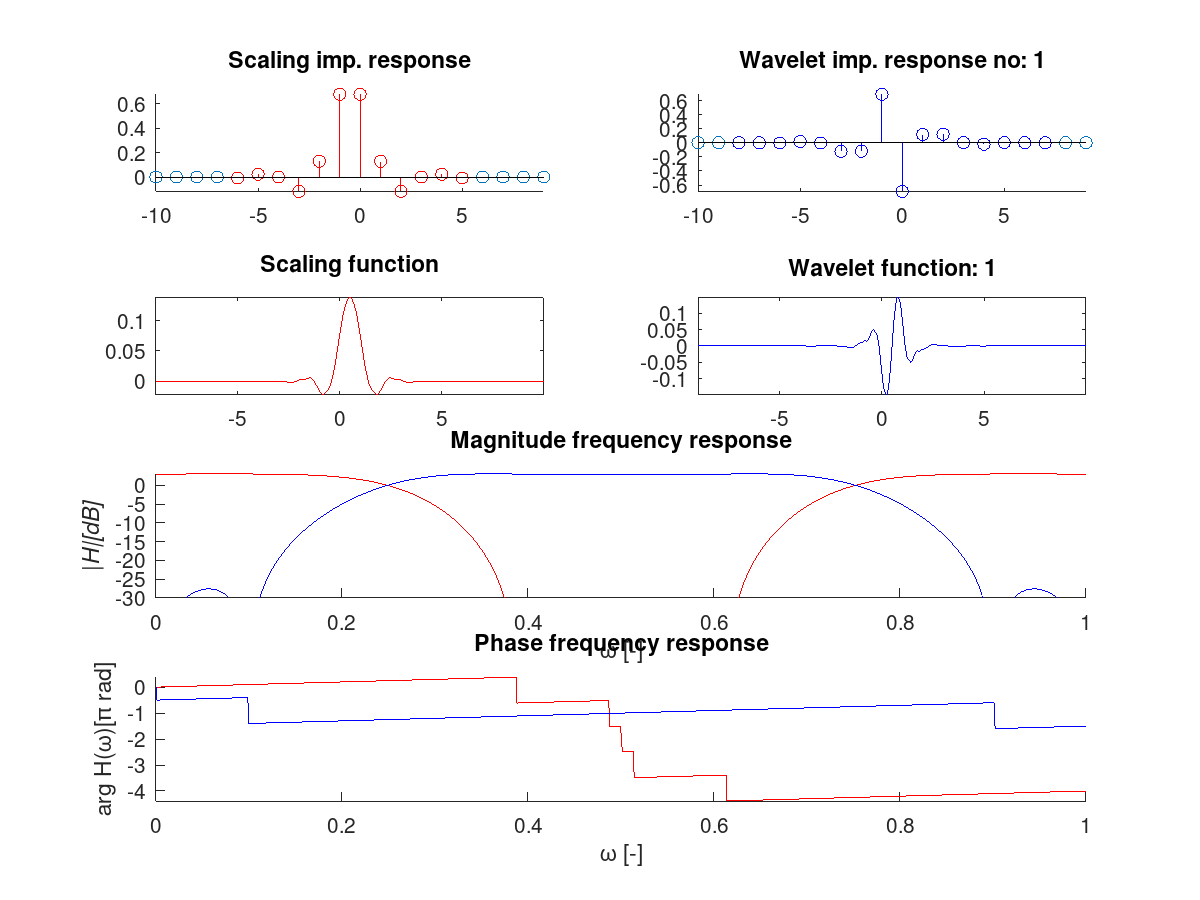 Scaling imp. response
Wavelet imp. response no: 1
0.6
0.4
0.2
0
-10 -5 0 5
0.6
0.4
0.2
0
-0.2
-0.4
-0.6
-10 -5 0 5
Scaling function
Wavelet function: 1
0.1
0.05
0
-5 0 5
0.1
0.05
0
-0.05
-0.1
-5 0 5
Magnitude frequency response
|H|[dB]
0
-5
-10
-15
-20
-25
-30
0 0.2 0.4 0.6 0.8 1
ω [-]
Phase frequency response
arg H(ω)[π rad]
0
-1
-2
-3
-4
0 0.2 0.4 0.6 0.8 1
ω [-]